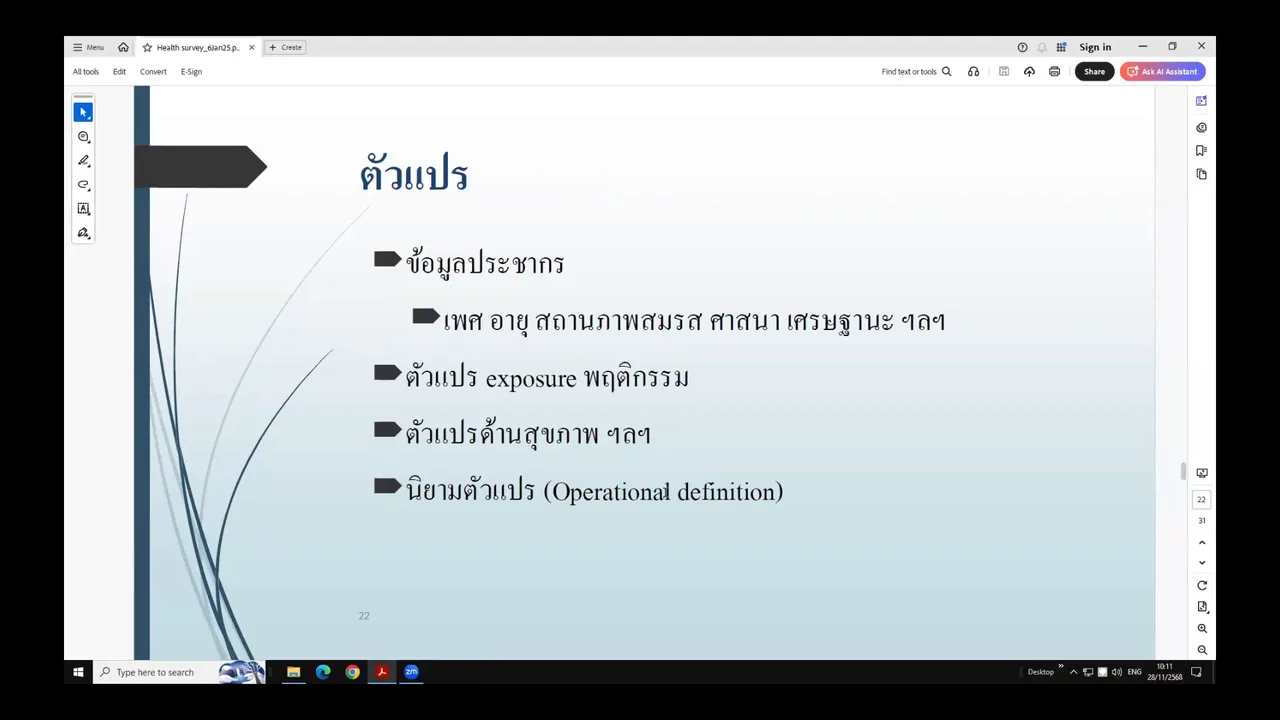 Menu
Health survey_6Jan25.p..
Create
Sign in
All tools Edit Convert E-Sign
Find text or tools
Share
Ask AI Assistant
ตัวแปร
ข้อมูลประชากร
เพศ อายุ สถานภาพสมรส ศาสนา เศรษฐานะ ฯลฯ
ตัวแปร exposure พฤติกรรม
ตัวแปรด้านสุขภาพ ฯลฯ
นิยามตัวแปร (Operational definition)
22
22
31
Type here to search
zm
Desktop
ENG
10:11
28/11/2568